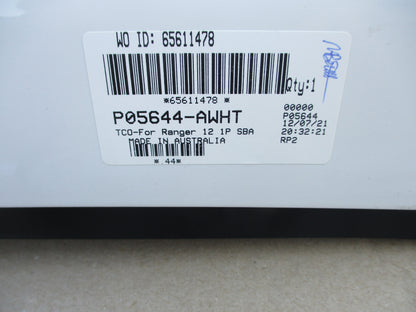 WO ID: 65611478
Qty:1
*65611478 *
P05644-AWHT
TCO-For Ranger 12 1P SBA
MADE IN AUSTRALIA
* 44*
00000
P05644
12/07/21
20:32:21
RP2